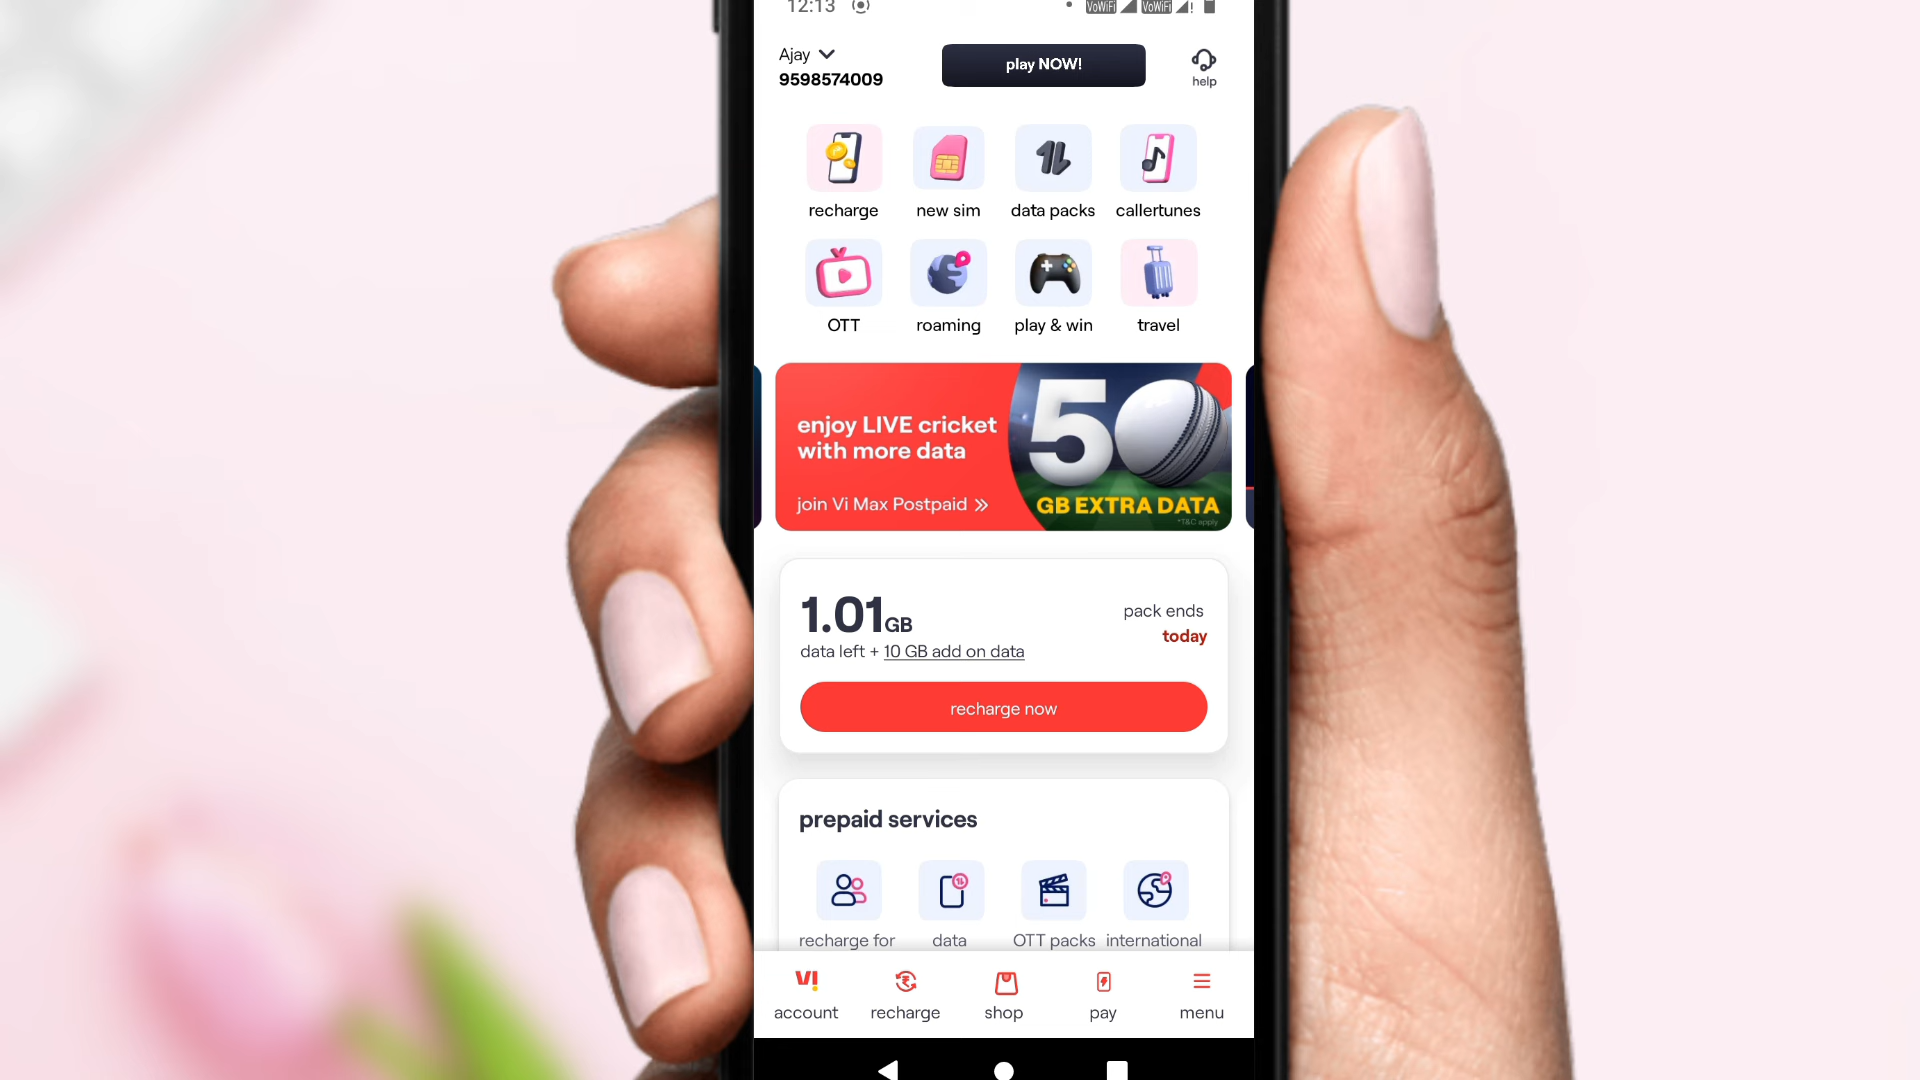 12:13
VoWiFi VoWiFi
Ajay
9598574009
play NOW!
help
recharge
new sim
data packs
callertunes
OTT
roaming
play & win
travel
enjoy LIVE cricket
with more data
join Vi Max Postpaid >>
50
GB EXTRA DATA
*T&C apply
1.01GB
data left + 10 GB add on data
pack ends
today
recharge now
prepaid services
recharge for
data
OTT packs
international
VI
account
recharge
shop
pay
menu